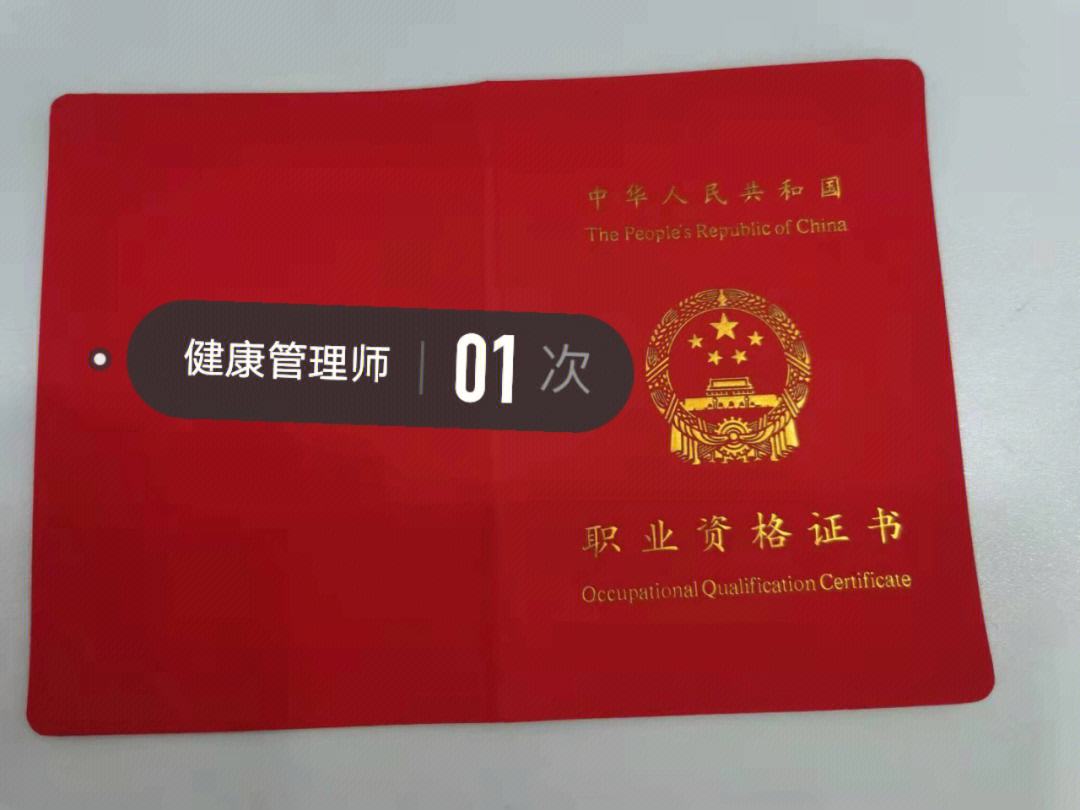 中华人民共和国
The People's Republic of China
健康管理师 | 01 次
职业资格证书
Occupational Qualification Certificate